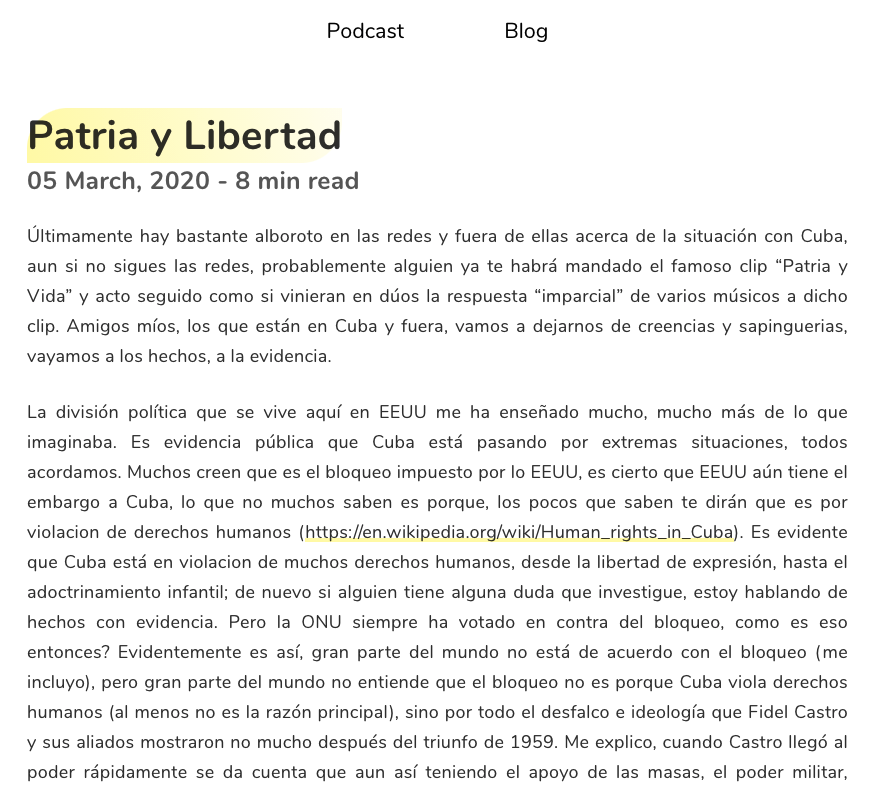 Podcast Blog
Patria y Libertad
05 March, 2020 - 8 min read
Últimamente hay bastante alboroto en las redes y fuera de ellas acerca de la situación con Cuba,
aun si no sigues las redes, probablemente alguien ya te habrá mandado el famoso clip “Patria y
Vida” y acto seguido como si vinieran en dúos la respuesta “imparcial” de varios músicos a dicho
clip. Amigos míos, los que están en Cuba y fuera, vamos a dejarnos de creencias y sapinguerias,
vayamos a los hechos, a la evidencia.
La división política que se vive aquí en EEUU me ha enseñado mucho, mucho más de lo que
imaginaba. Es evidencia pública que Cuba está pasando por extremas situaciones, todos
acordamos. Muchos creen que es el bloqueo impuesto por lo EEUU, es cierto que EEUU aún tiene el
embargo a Cuba, lo que no muchos saben es porque, los pocos que saben te dirán que es por
violacion de derechos humanos (https://en.wikipedia.org/wiki/Human_rights_in_Cuba). Es evidente
que Cuba está en violacion de muchos derechos humanos, desde la libertad de expresión, hasta el
adoctrinamiento infantil; de nuevo si alguien tiene alguna duda que investigue, estoy hablando de
hechos con evidencia. Pero la ONU siempre ha votado en contra del bloqueo, como es eso
entonces? Evidentemente es así, gran parte del mundo no está de acuerdo con el bloqueo (me
incluyo), pero gran parte del mundo no entiende que el bloqueo no es porque Cuba viola derechos
humanos (al menos no es la razón principal), sino por todo el desfalco e ideología que Fidel Castro
y sus aliados mostraron no mucho después del triunfo de 1959. Me explico, cuando Castro llegó al
poder rápidamente se da cuenta que aun así teniendo el apoyo de las masas, el poder militar,